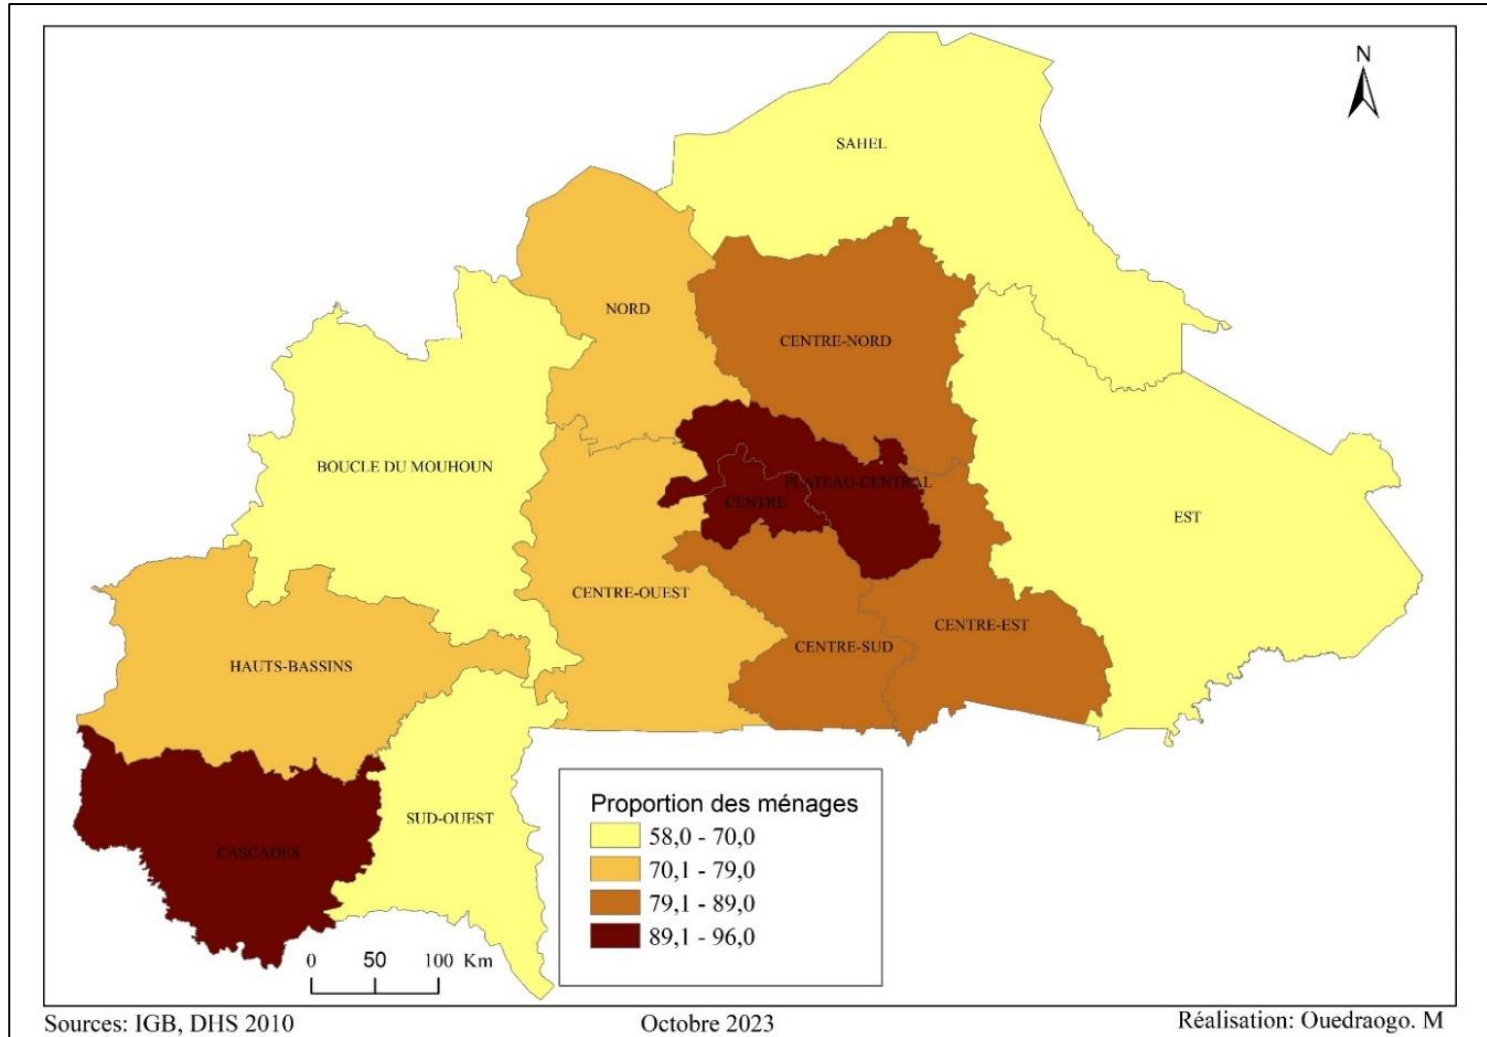 N
SAHEL
NORD
CENTRE-NORD
BOUCLE DU MOUHOUN
PLATEAU-CENTRAL
CENTRE
EST
CENTRE-OUEST
CENTRE-EST
CENTRE-SUD
HAUTS-BASSINS
SUD-OUEST
CASCADES
Proportion des ménages
58,0 - 70,0
70,1 - 79,0
79,1 - 89,0
89,1 - 96,0
0 50 100 Km
Sources: IGB, DHS 2010
Octobre 2023
Réalisation: Ouedraogo. M